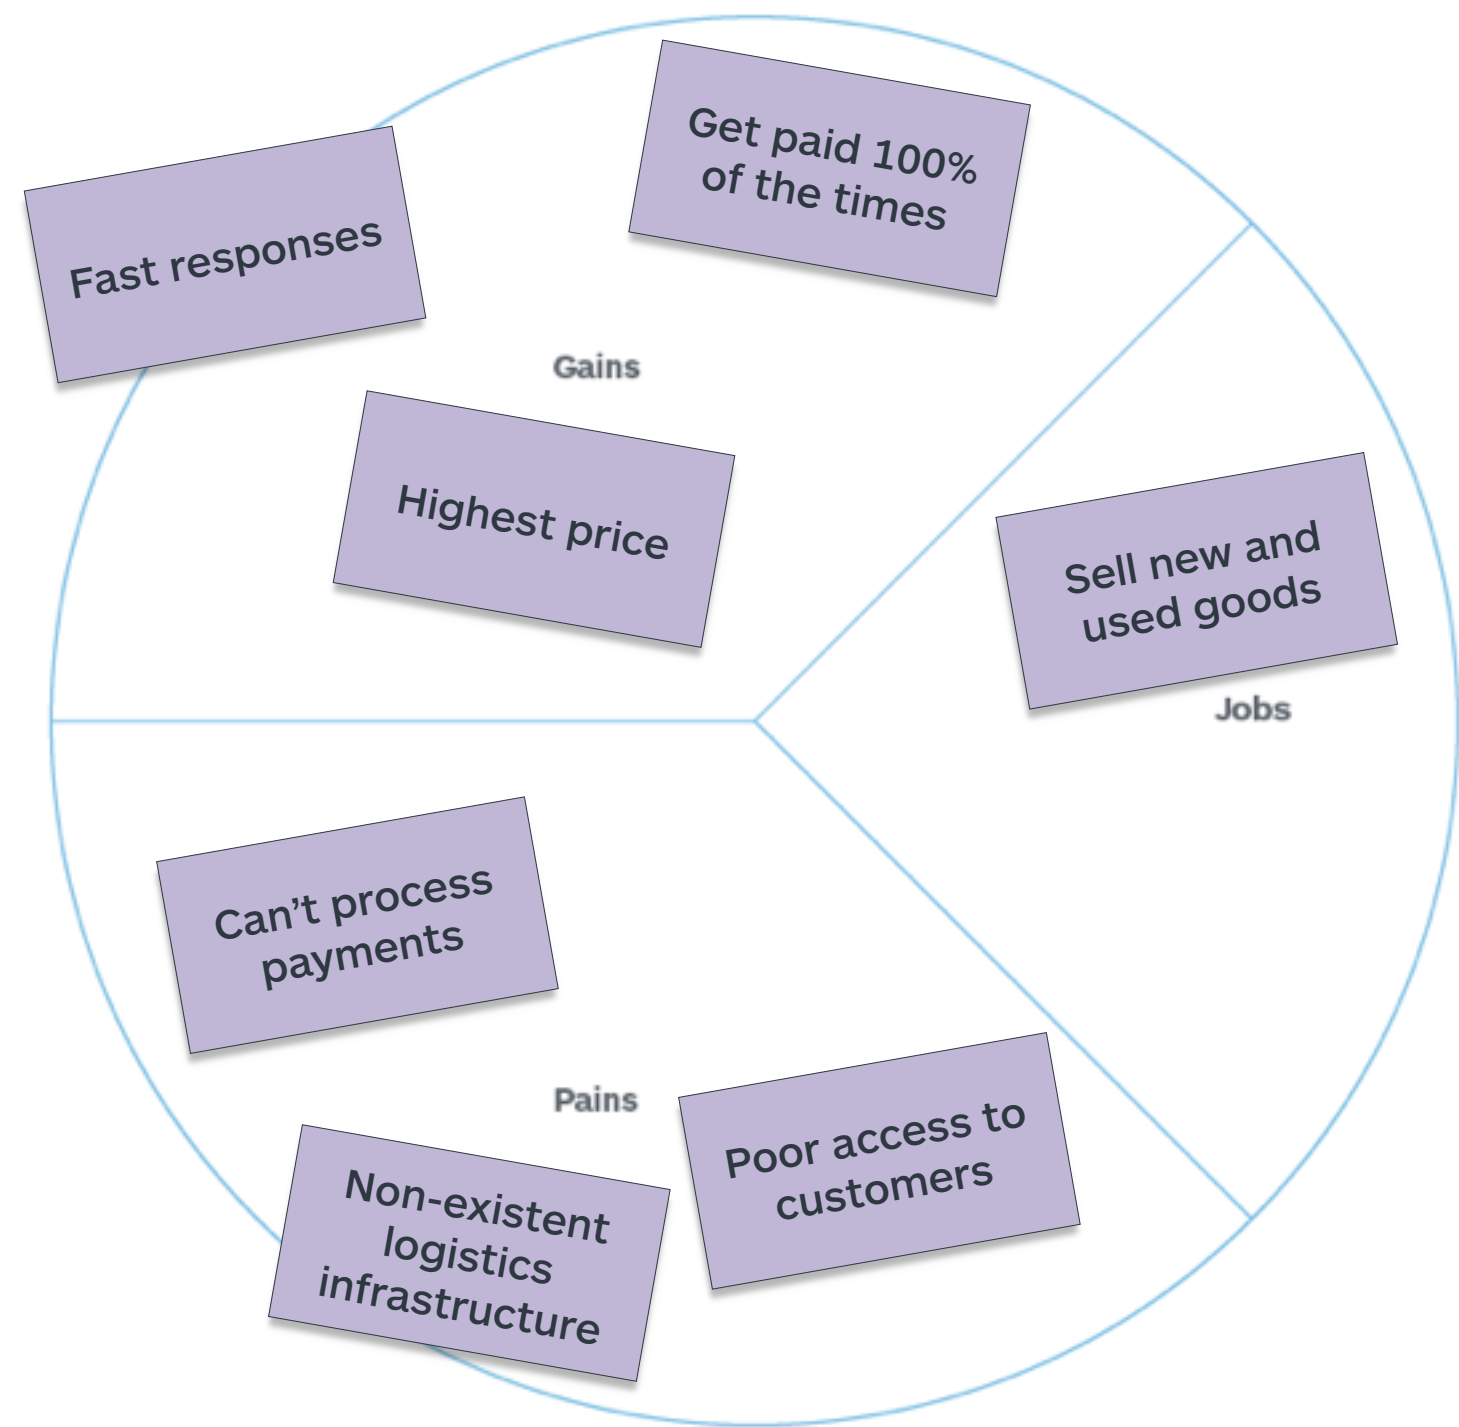 Get paid 100%
of the times
Fast responses
Gains
Highest price
Sell new and
used goods
Jobs
Can’t process
payments
Pains
Poor access to
customers
Non-existent
logistics
infrastructure